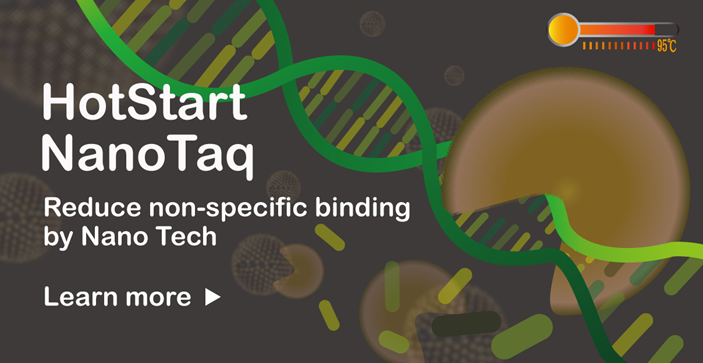 95℃
HotStart
NanoTaq
Reduce non-specific binding
by Nano Tech
Learn more